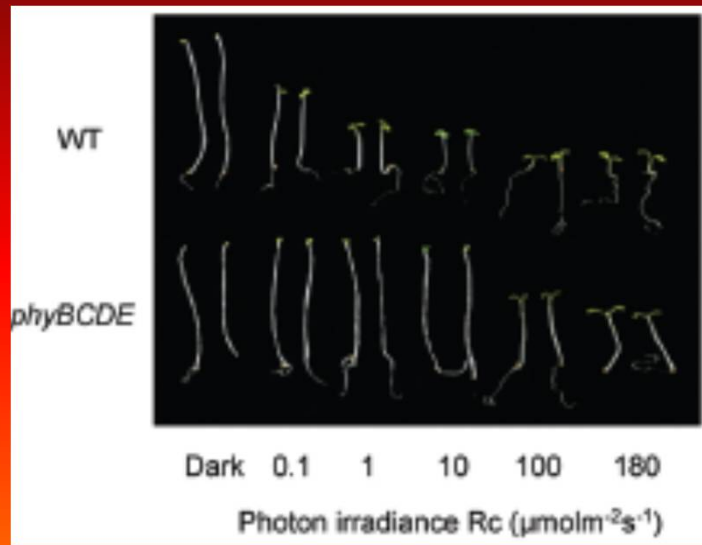 WT
phyBCDE
Dark 0.1 1 10 100 180
Photon irradiance Rc (µmolm⁻²s⁻¹)